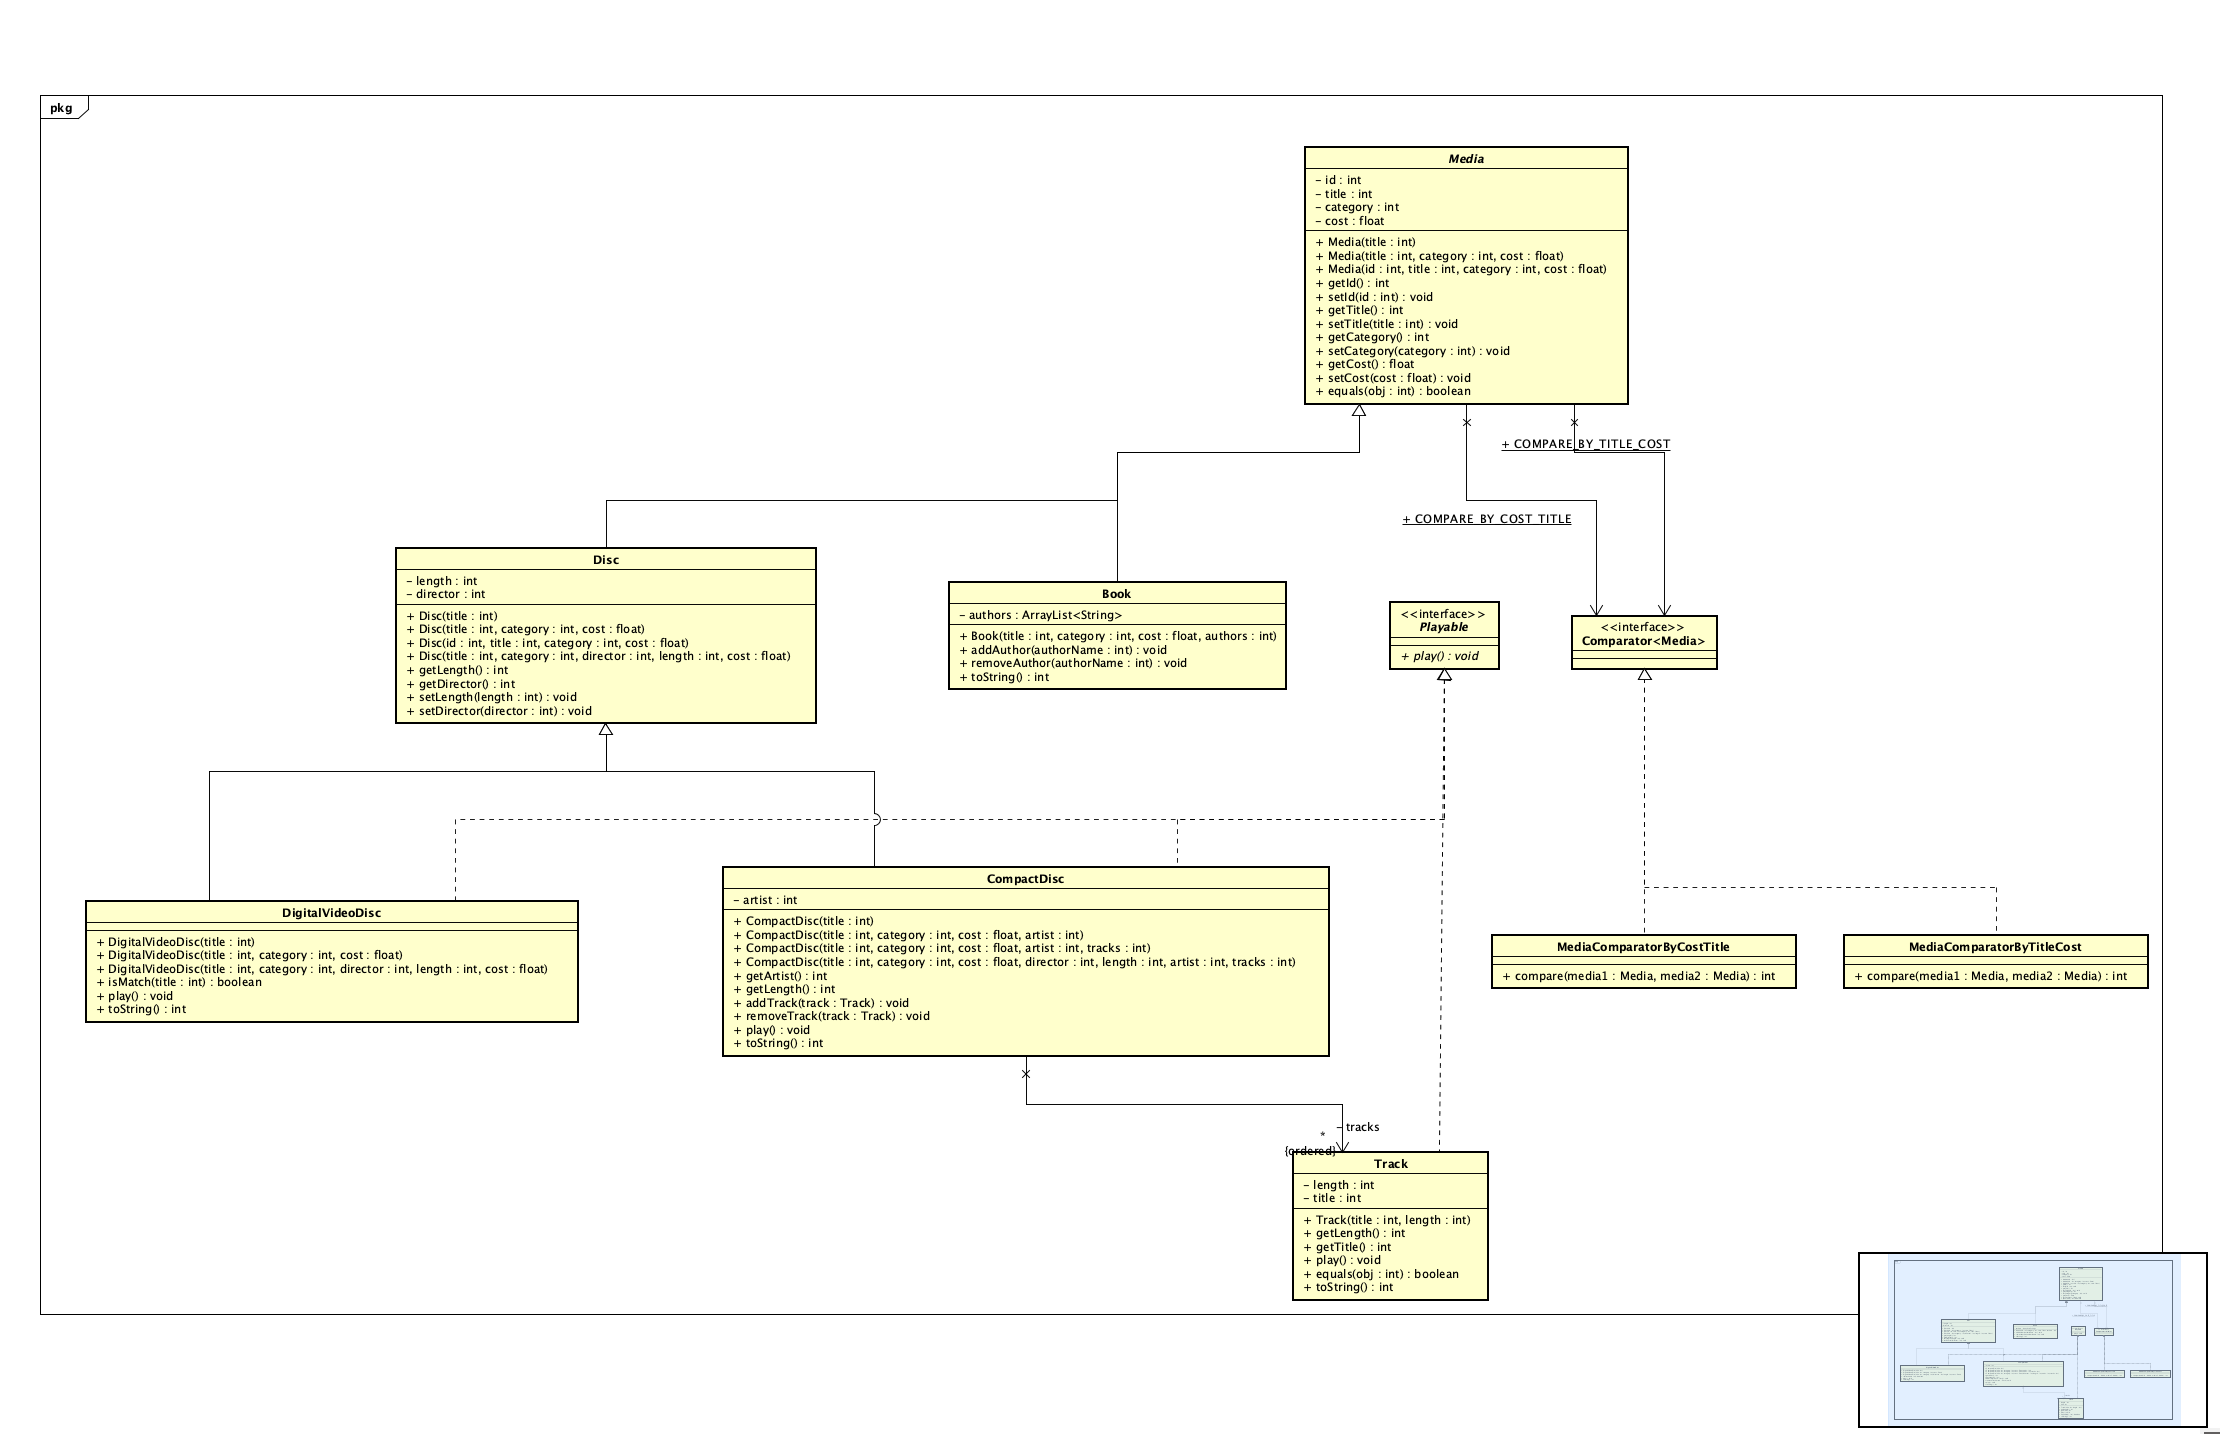 pkg
Media
– id : int
– title : int
– category : int
– cost : float
+ Media(title : int)
+ Media(title : int, category : int, cost : float)
+ Media(id : int, title : int, category : int, cost : float)
+ getId() : int
+ setId(id : int) : void
+ getTitle() : int
+ setTitle(title : int) : void
+ getCategory() : int
+ setCategory(category : int) : void
+ getCost() : float
+ setCost(cost : float) : void
+ equals(obj : int) : boolean
+ COMPARE_BY_TITLE_COST
+ COMPARE_BY_COST_TITLE
Disc
– length : int
– director : int
+ Disc(title : int)
+ Disc(title : int, category : int, cost : float)
+ Disc(id : int, title : int, category : int, cost : float)
+ Disc(title : int, category : int, director : int, length : int, cost : float)
+ getLength() : int
+ getDirector() : int
+ setLength(length : int) : void
+ setDirector(director : int) : void
Book
– authors : ArrayList<String>
+ Book(title : int, category : int, cost : float, authors : int)
+ addAuthor(authorName : int) : void
+ removeAuthor(authorName : int) : void
+ toString() : int
<<interface>>
Playable
+ play() : void
<<interface>>
Comparator<Media>
DigitalVideoDisc
+ DigitalVideoDisc(title : int)
+ DigitalVideoDisc(title : int, category : int, cost : float)
+ DigitalVideoDisc(title : int, category : int, director : int, length : int, cost : float)
+ isMatch(title : int) : boolean
+ play() : void
+ toString() : int
CompactDisc
– artist : int
+ CompactDisc(title : int)
+ CompactDisc(title : int, category : int, cost : float, artist : int)
+ CompactDisc(title : int, category : int, cost : float, artist : int, tracks : int)
+ CompactDisc(title : int, category : int, cost : float, director : int, length : int, artist : int, tracks : int)
+ getArtist() : int
+ getLength() : int
+ addTrack(track : Track) : void
+ removeTrack(track : Track) : void
+ play() : void
+ toString() : int
MediaComparatorByCostTitle
+ compare(media1 : Media, media2 : Media) : int
MediaComparatorByTitleCost
+ compare(media1 : Media, media2 : Media) : int
– tracks
*
{ordered}
Track
– length : int
– title : int
+ Track(title : int, length : int)
+ getLength() : int
+ getTitle() : int
+ play() : void
+ equals(obj : int) : boolean
+ toString() : int